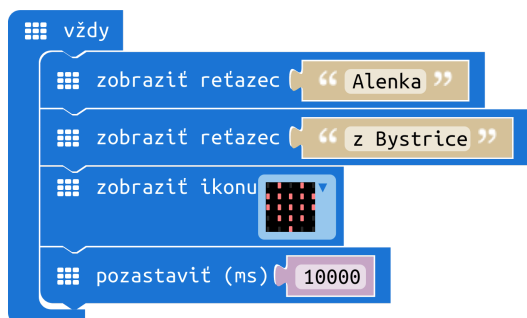 vždy
zobraziť reťazec “ Alenka ”
zobraziť reťazec “ z Bystrice ”
zobraziť ikonu
pozastaviť (ms) 10000